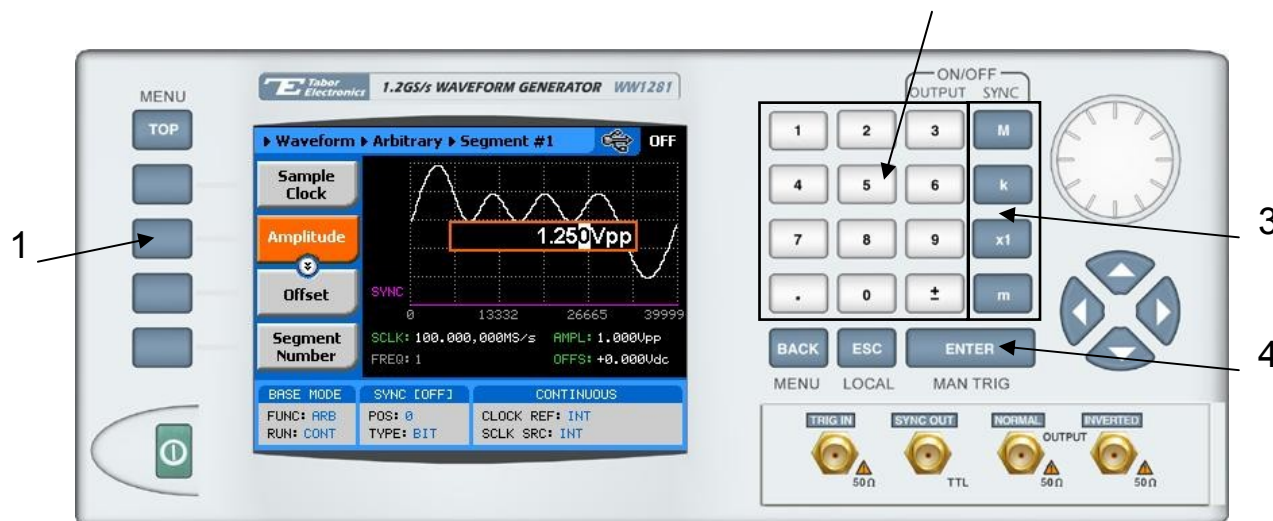 ON/OFF
OUTPUT SYNC
MENU
Tabor Electronics 1.2GS/s WAVEFORM GENERATOR WW1281
TOP
Waveform Arbitrary Segment #1 OFF
Sample Clock
Amplitude
1.250Vpp
Offset
SYNC
0 13332 26665 39999
Segment Number
SCLK: 100.000,000MS/s AMPL: 1.000Vpp
FREQ: 1 OFFS: +0.000Vdc
BASE MODE SYNC [OFF] CONTINUOUS
FUNC: ARB POS: 0 CLOCK REF: INT
RUN: CONT TYPE: BIT SCLK SRC: INT
1 2 3 M
4 5 6 k
7 8 9 x1
. 0 ± m
BACK ESC ENTER
MENU LOCAL MAN TRIG
TRIG IN SYNC OUT NORMAL INVERTED
OUTPUT
50Ω TTL 50Ω 50Ω
1
3
4